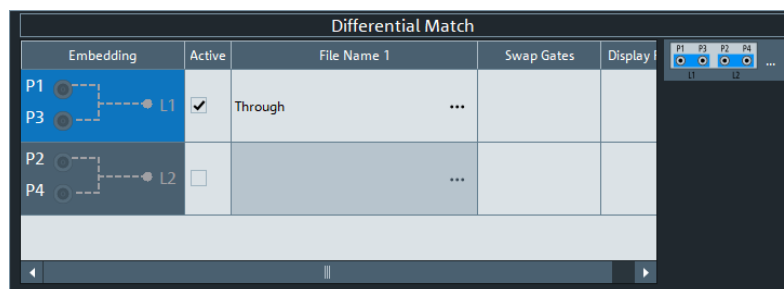 Differential Match
Embedding Active File Name 1 Swap Gates Display F
P1 P3 P2 P4 ...
L1 L2
P1
L1 Through ...
P3
P2
L2 ...
P4